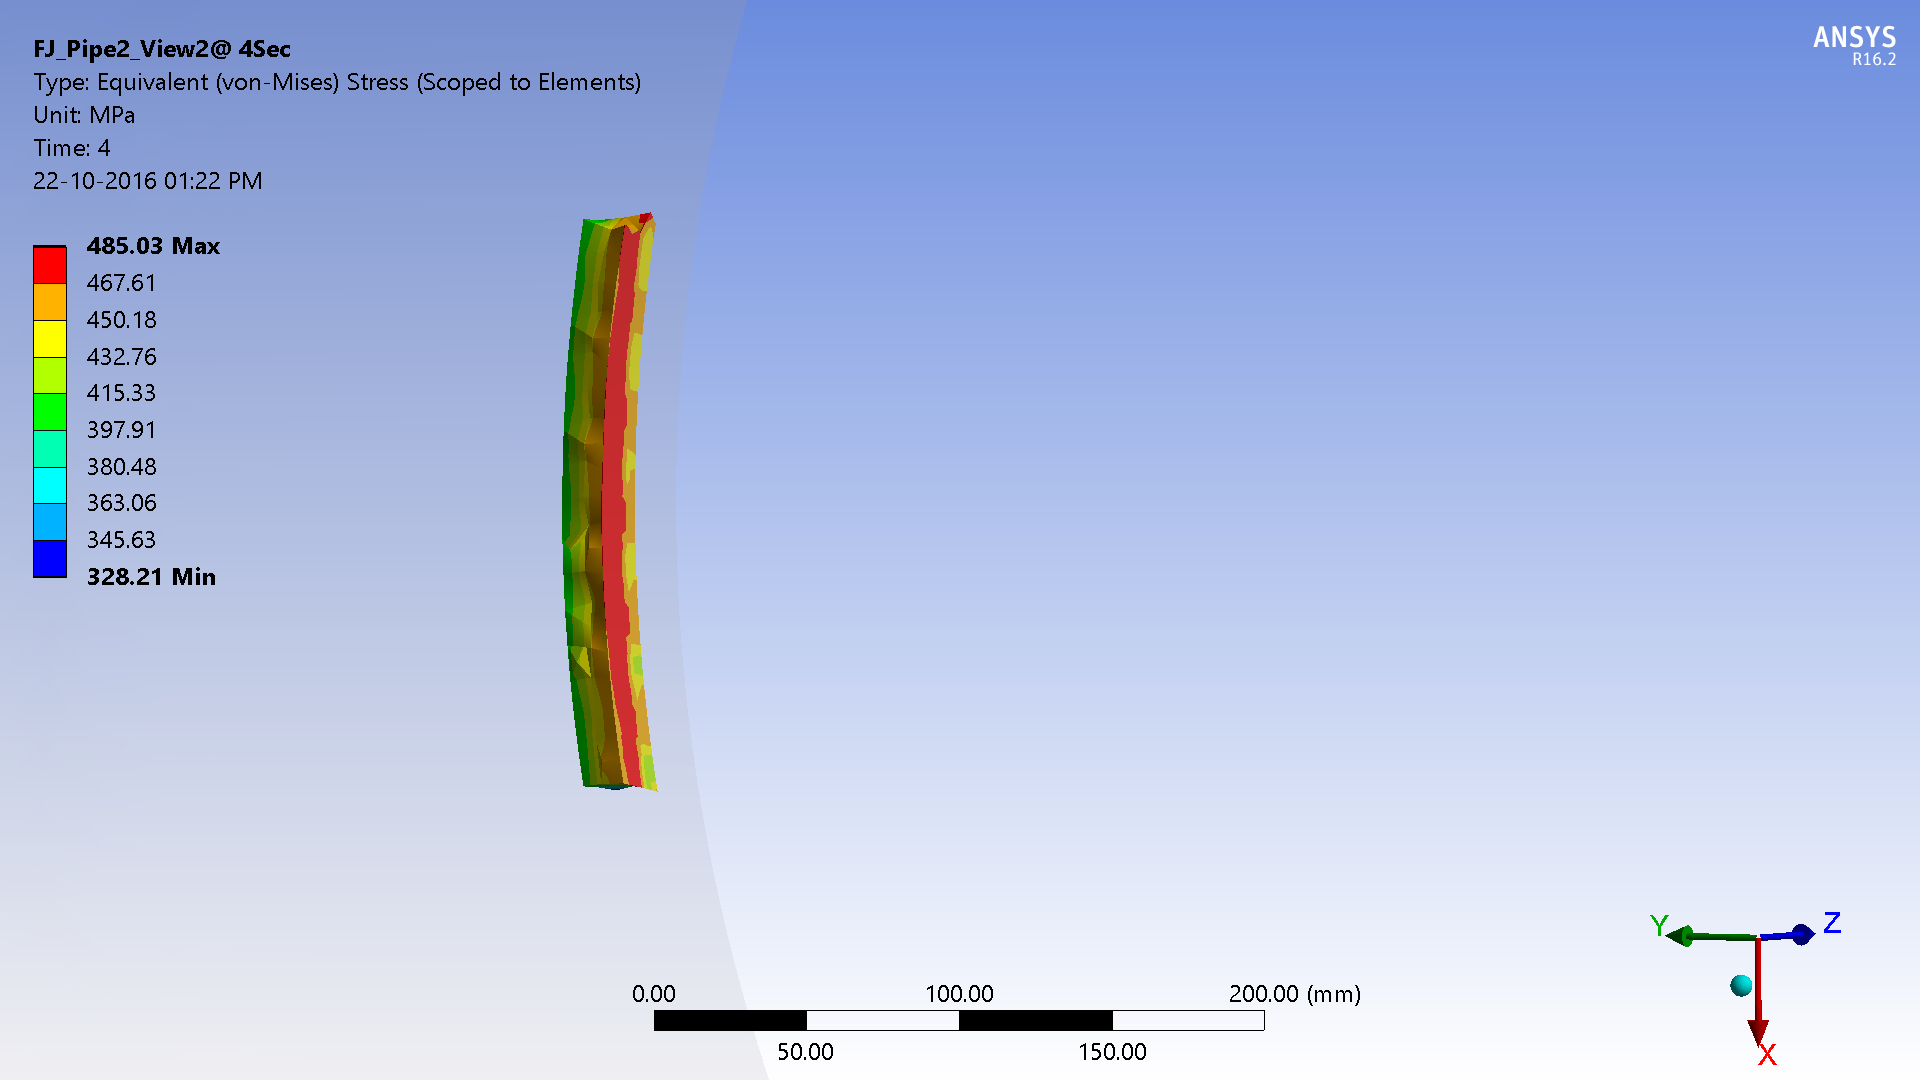 FJ_Pipe2_View2@ 4Sec
Type: Equivalent (von-Mises) Stress (Scoped to Elements)
Unit: MPa
Time: 4
22-10-2016 01:22 PM
ANSYS
R16.2
485.03 Max
467.61
450.18
432.76
415.33
397.91
380.48
363.06
345.63
328.21 Min
0.00 100.00 200.00 (mm)
50.00 150.00
Y Z
X